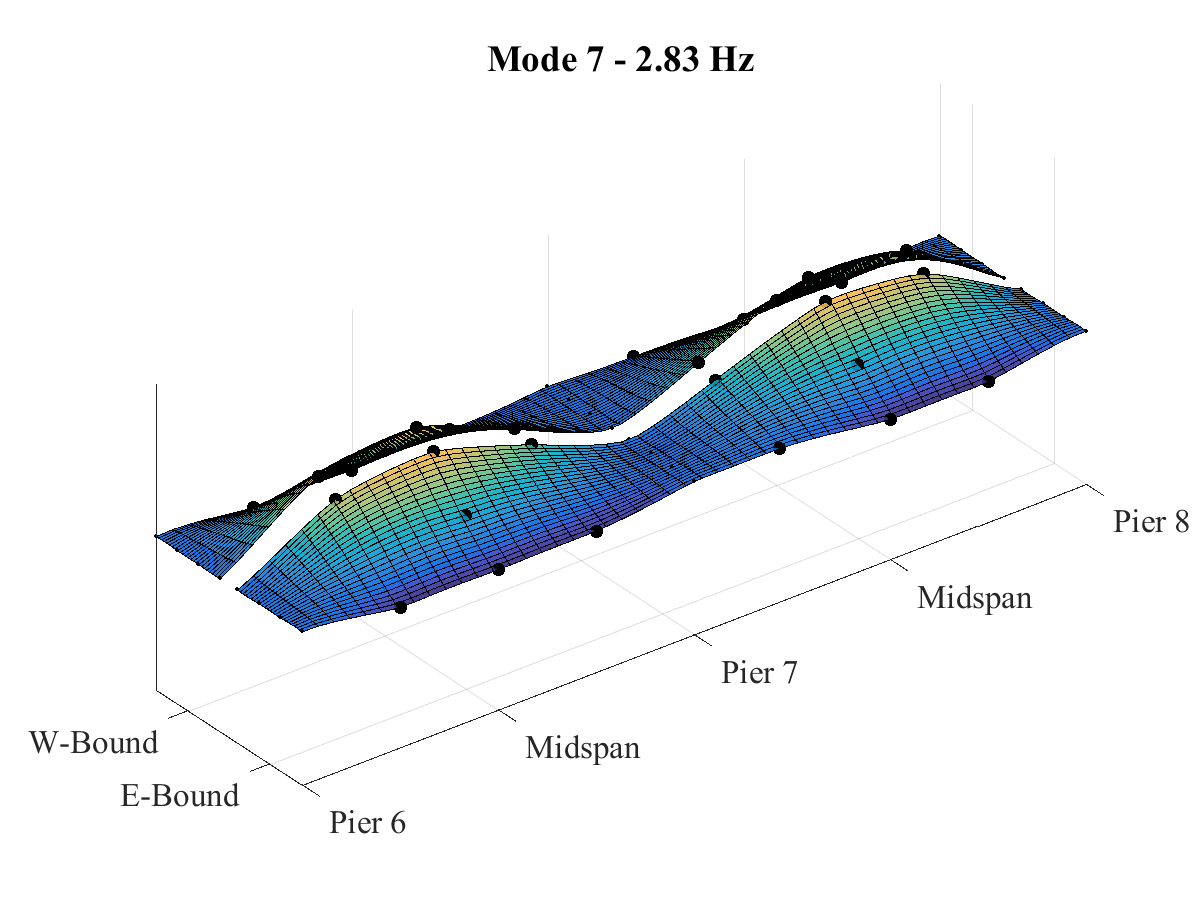 Mode 7 - 2.83 Hz
Pier 8
Midspan
Pier 7
W-Bound
Midspan
E-Bound
Pier 6